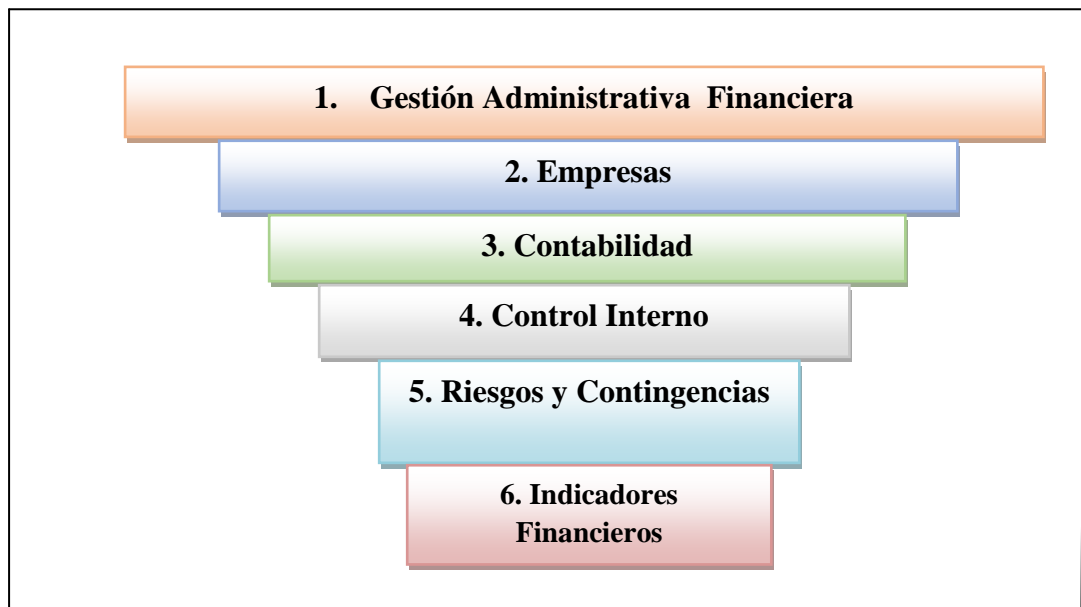 1. Gestión Administrativa Financiera
2. Empresas
3. Contabilidad
4. Control Interno
5. Riesgos y Contingencias
6. Indicadores
Financieros